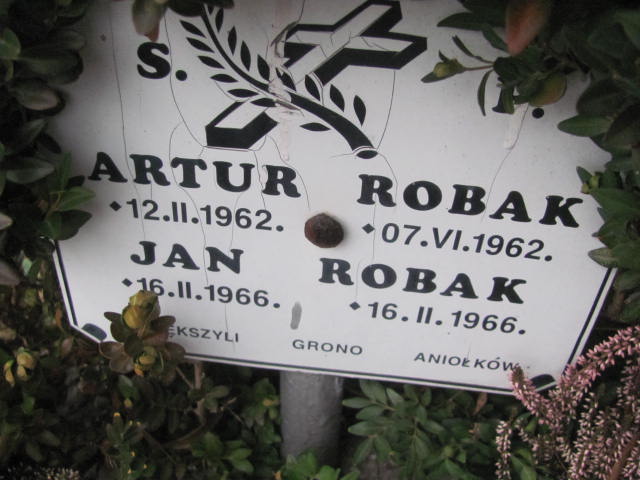 S. P.
ARTUR ROBAK
12.II.1962. 07.VI.1962.
JAN ROBAK
16.II.1966. 16.II.1966.
GRONO ANIOŁKÓW